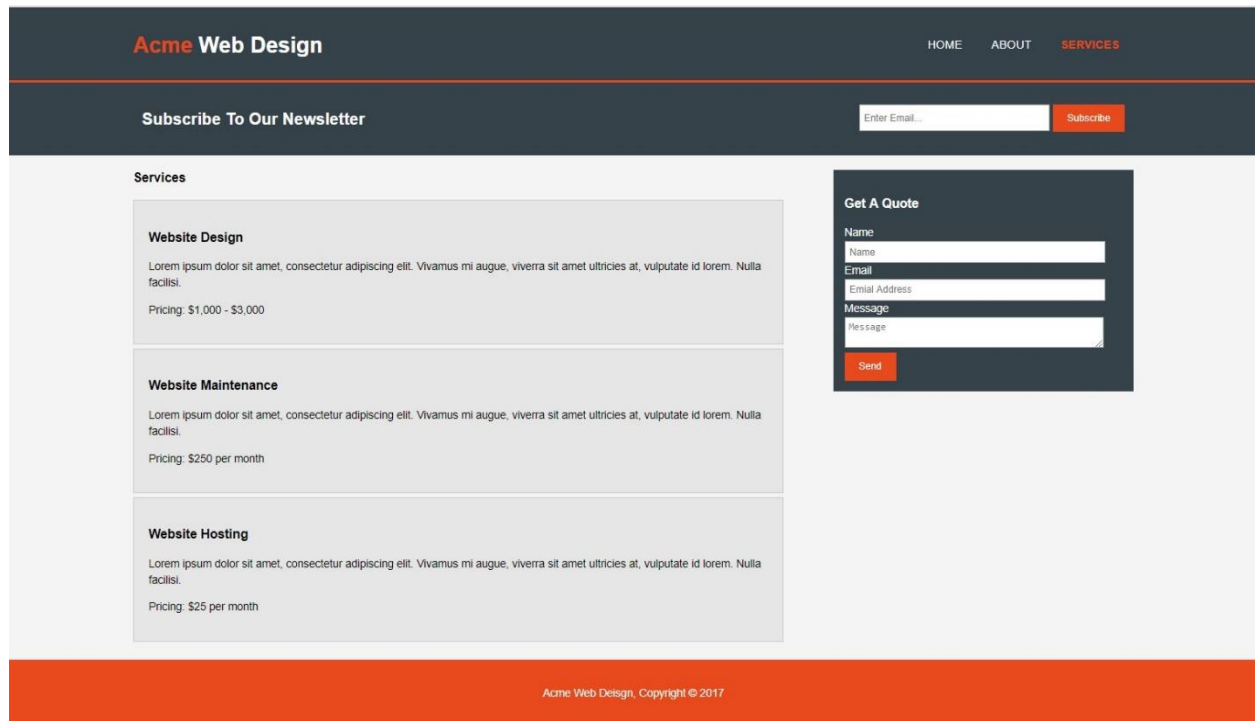 Acme Web Design
HOME ABOUT SERVICES
Subscribe To Our Newsletter
Enter Email...
Subscribe
Services
Website Design
Lorem ipsum dolor sit amet, consectetur adipiscing elit. Vivamus mi augue, viverra sit amet ultricies at, vulputate id lorem. Nulla
facilisi.
Pricing: $1,000 - $3,000
Website Maintenance
Lorem ipsum dolor sit amet, consectetur adipiscing elit. Vivamus mi augue, viverra sit amet ultricies at, vulputate id lorem. Nulla
facilisi.
Pricing: $250 per month
Website Hosting
Lorem ipsum dolor sit amet, consectetur adipiscing elit. Vivamus mi augue, viverra sit amet ultricies at, vulputate id lorem. Nulla
facilisi.
Pricing: $25 per month
Get A Quote
Name
Name
Email
Emial Address
Message
Message
Send
Acme Web Deisgn, Copyright © 2017